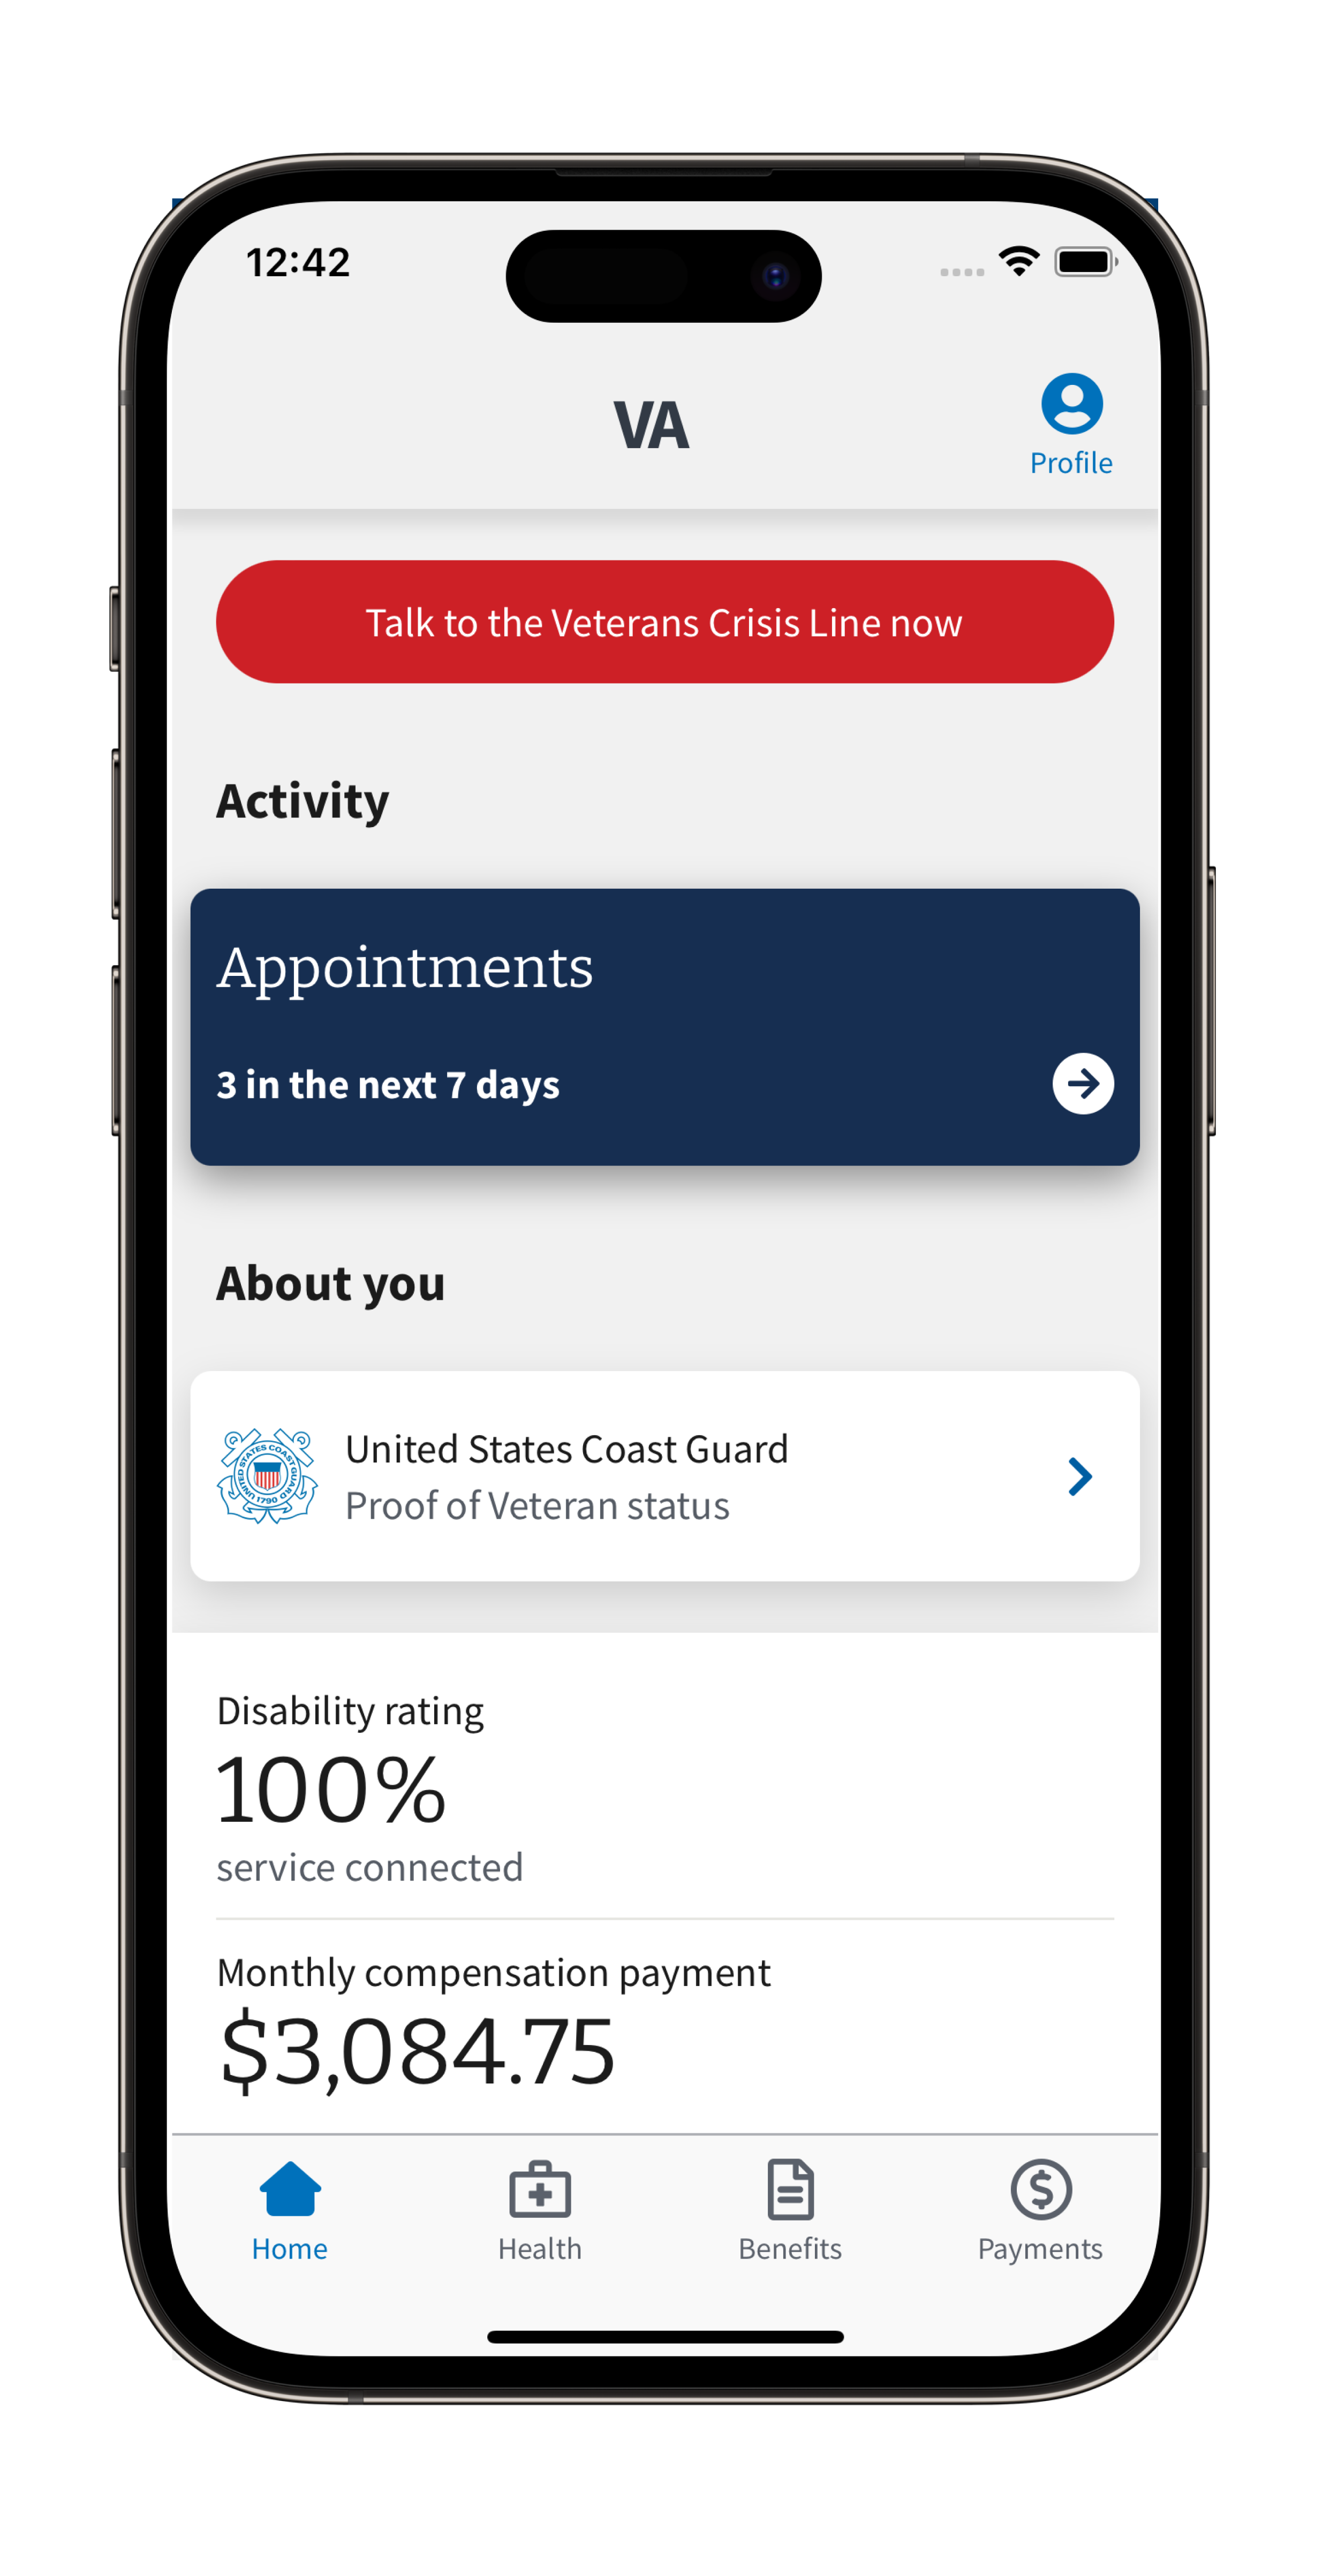 12:42
VA
Profile
Talk to the Veterans Crisis Line now
Activity
Appointments
3 in the next 7 days
About you
UNITED STATES COAST GUARD
1790
United States Coast Guard
Proof of Veteran status
Disability rating
100%
service connected
Monthly compensation payment
$3,084.75
Home
Health
Benefits
Payments